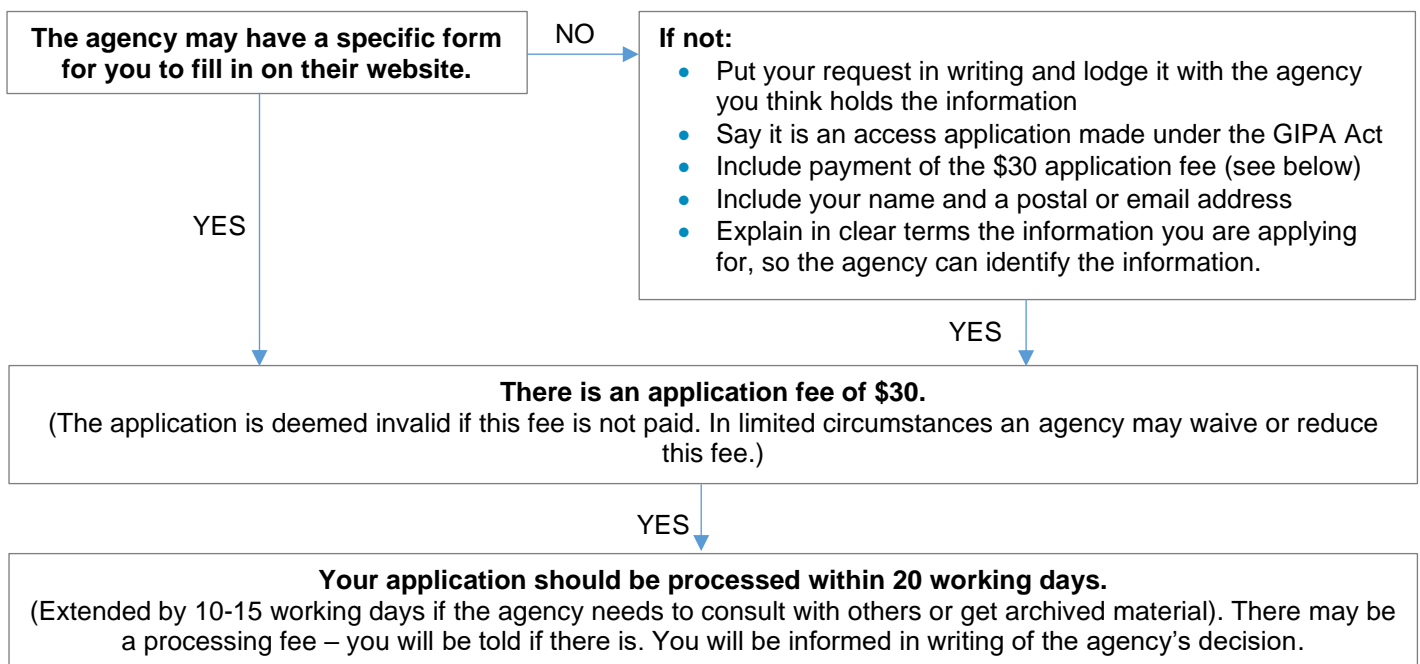 The agency may have a specific form
for you to fill in on their website.
NO
If not:
• Put your request in writing and lodge it with the agency
you think holds the information
• Say it is an access application made under the GIPA Act
• Include payment of the $30 application fee (see below)
• Include your name and a postal or email address
• Explain in clear terms the information you are applying
for, so the agency can identify the information.
YES
YES
There is an application fee of $30.
(The application is deemed invalid if this fee is not paid. In limited circumstances an agency may waive or reduce
this fee.)
YES
Your application should be processed within 20 working days.
(Extended by 10-15 working days if the agency needs to consult with others or get archived material). There may be
a processing fee – you will be told if there is. You will be informed in writing of the agency’s decision.